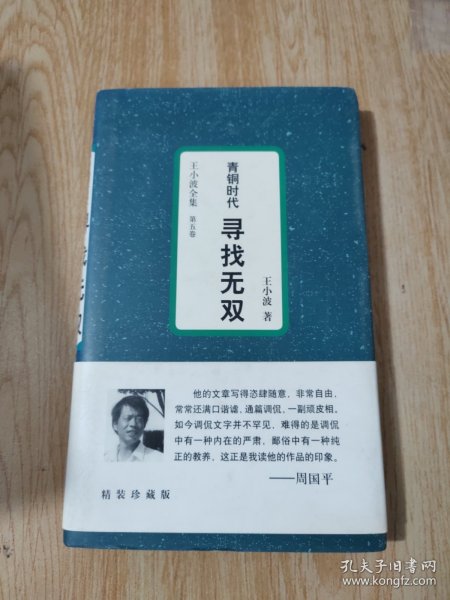 青铜时代
寻找无双
王小波 著
王小波全集 第五卷
他的文章写得恣肆随意，非常自由，
常常还满口谐谑，通篇调侃，一副顽皮相。
如今调侃文字并不罕见，难得的是调侃
中有一种内在的严肃，鄙俗中有一种纯
正的教养，这正是我读他的作品的印象。
——周国平
精装珍藏版
孔夫子旧书网
www.kongfz.com